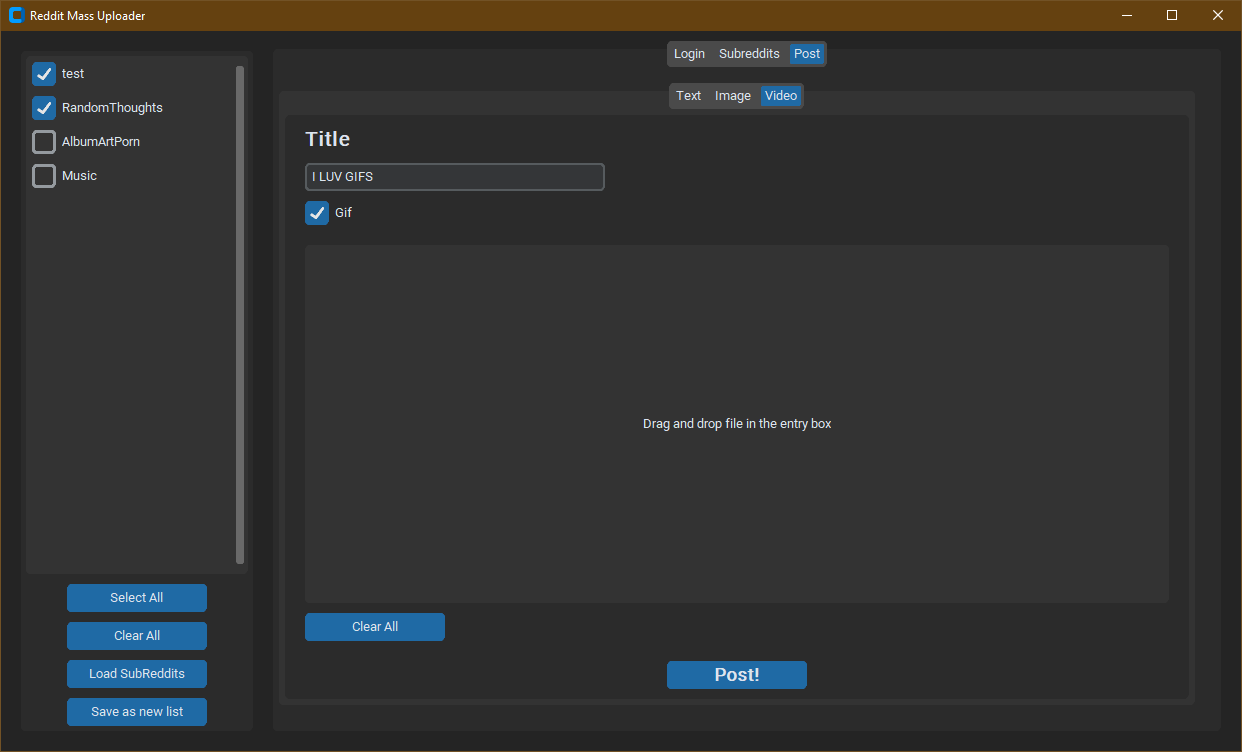 Reddit Mass Uploader
test
RandomThoughts
AlbumArtPorn
Music
Select All
Clear All
Load SubReddits
Save as new list
Login Subreddits Post
Text Image Video
Title
I LUV GIFS
Gif
Drag and drop file in the entry box
Clear All
Post!